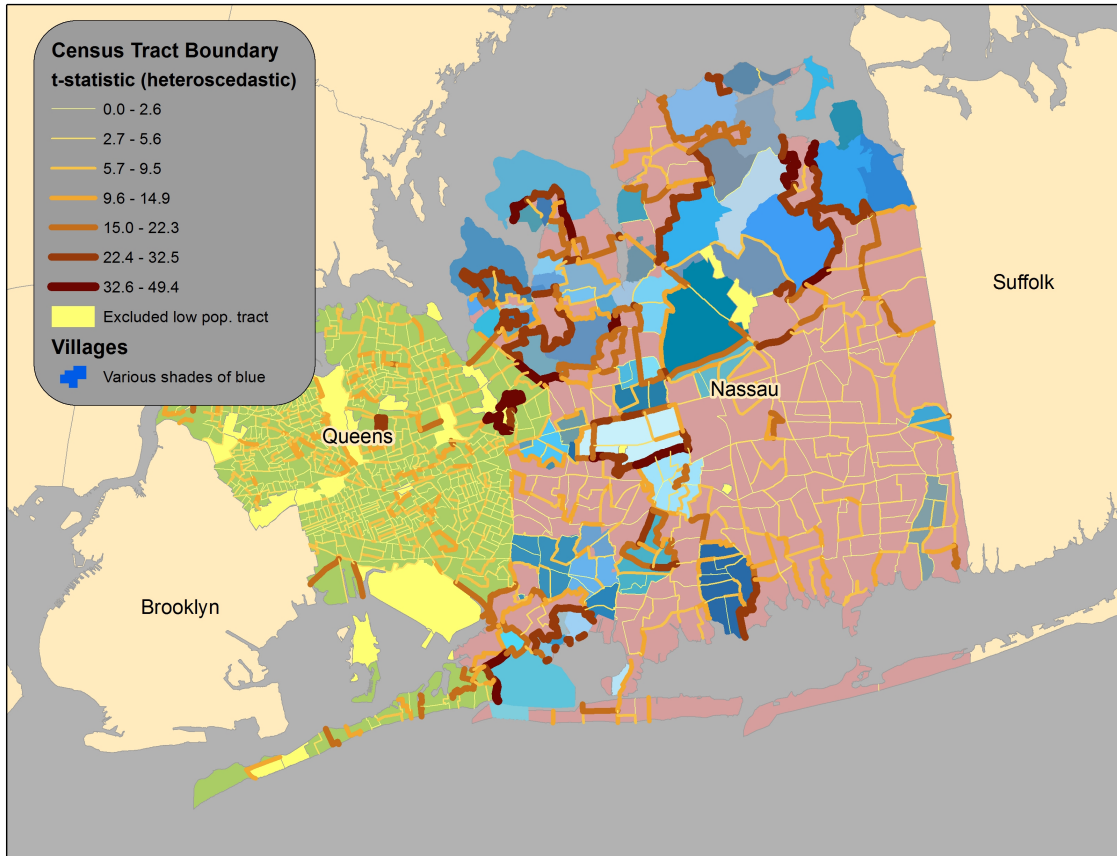 Census Tract Boundary
t-statistic (heteroscedastic)
0.0 - 2.6
2.7 - 5.6
5.7 - 9.5
9.6 - 14.9
15.0 - 22.3
22.4 - 32.5
32.6 - 49.4
Excluded low pop. tract
Villages
Various shades of blue
Suffolk
Nassau
Queens
Brooklyn